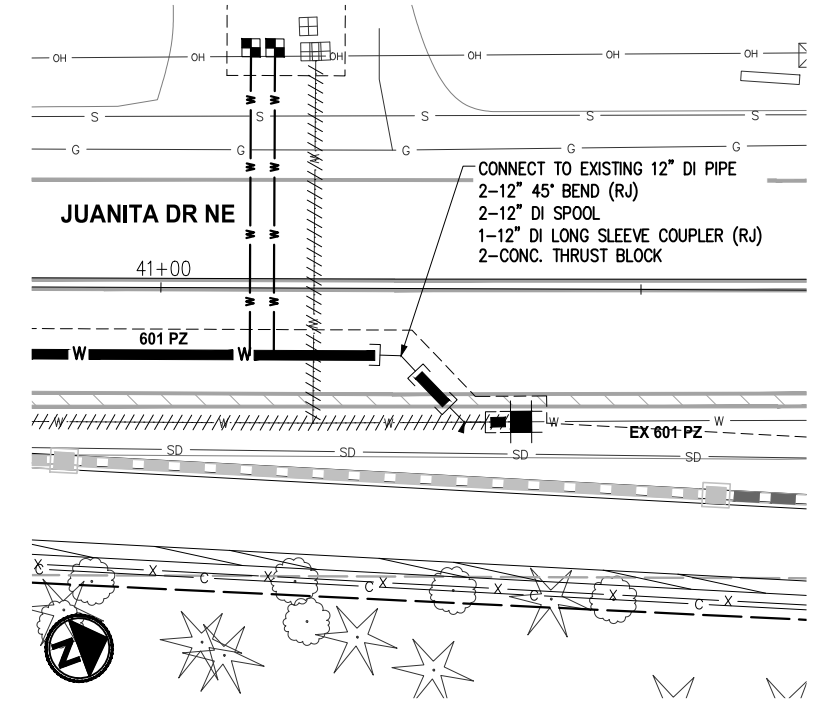 OH OH OH OH OH
S S S S S
G G G G G
W W
CONNECT TO EXISTING 12" DI PIPE
2-12" 45° BEND (RJ)
2-12" DI SPOOL
1-12" DI LONG SLEEVE COUPLER (RJ)
2-CONC. THRUST BLOCK
W
W W
JUANITA DR NE
W W
41+00
W W
W
601 PZ
W W
W W W W W
EX 601 PZ
SD SD SD SD
X X X X X X X
C C C C C
N